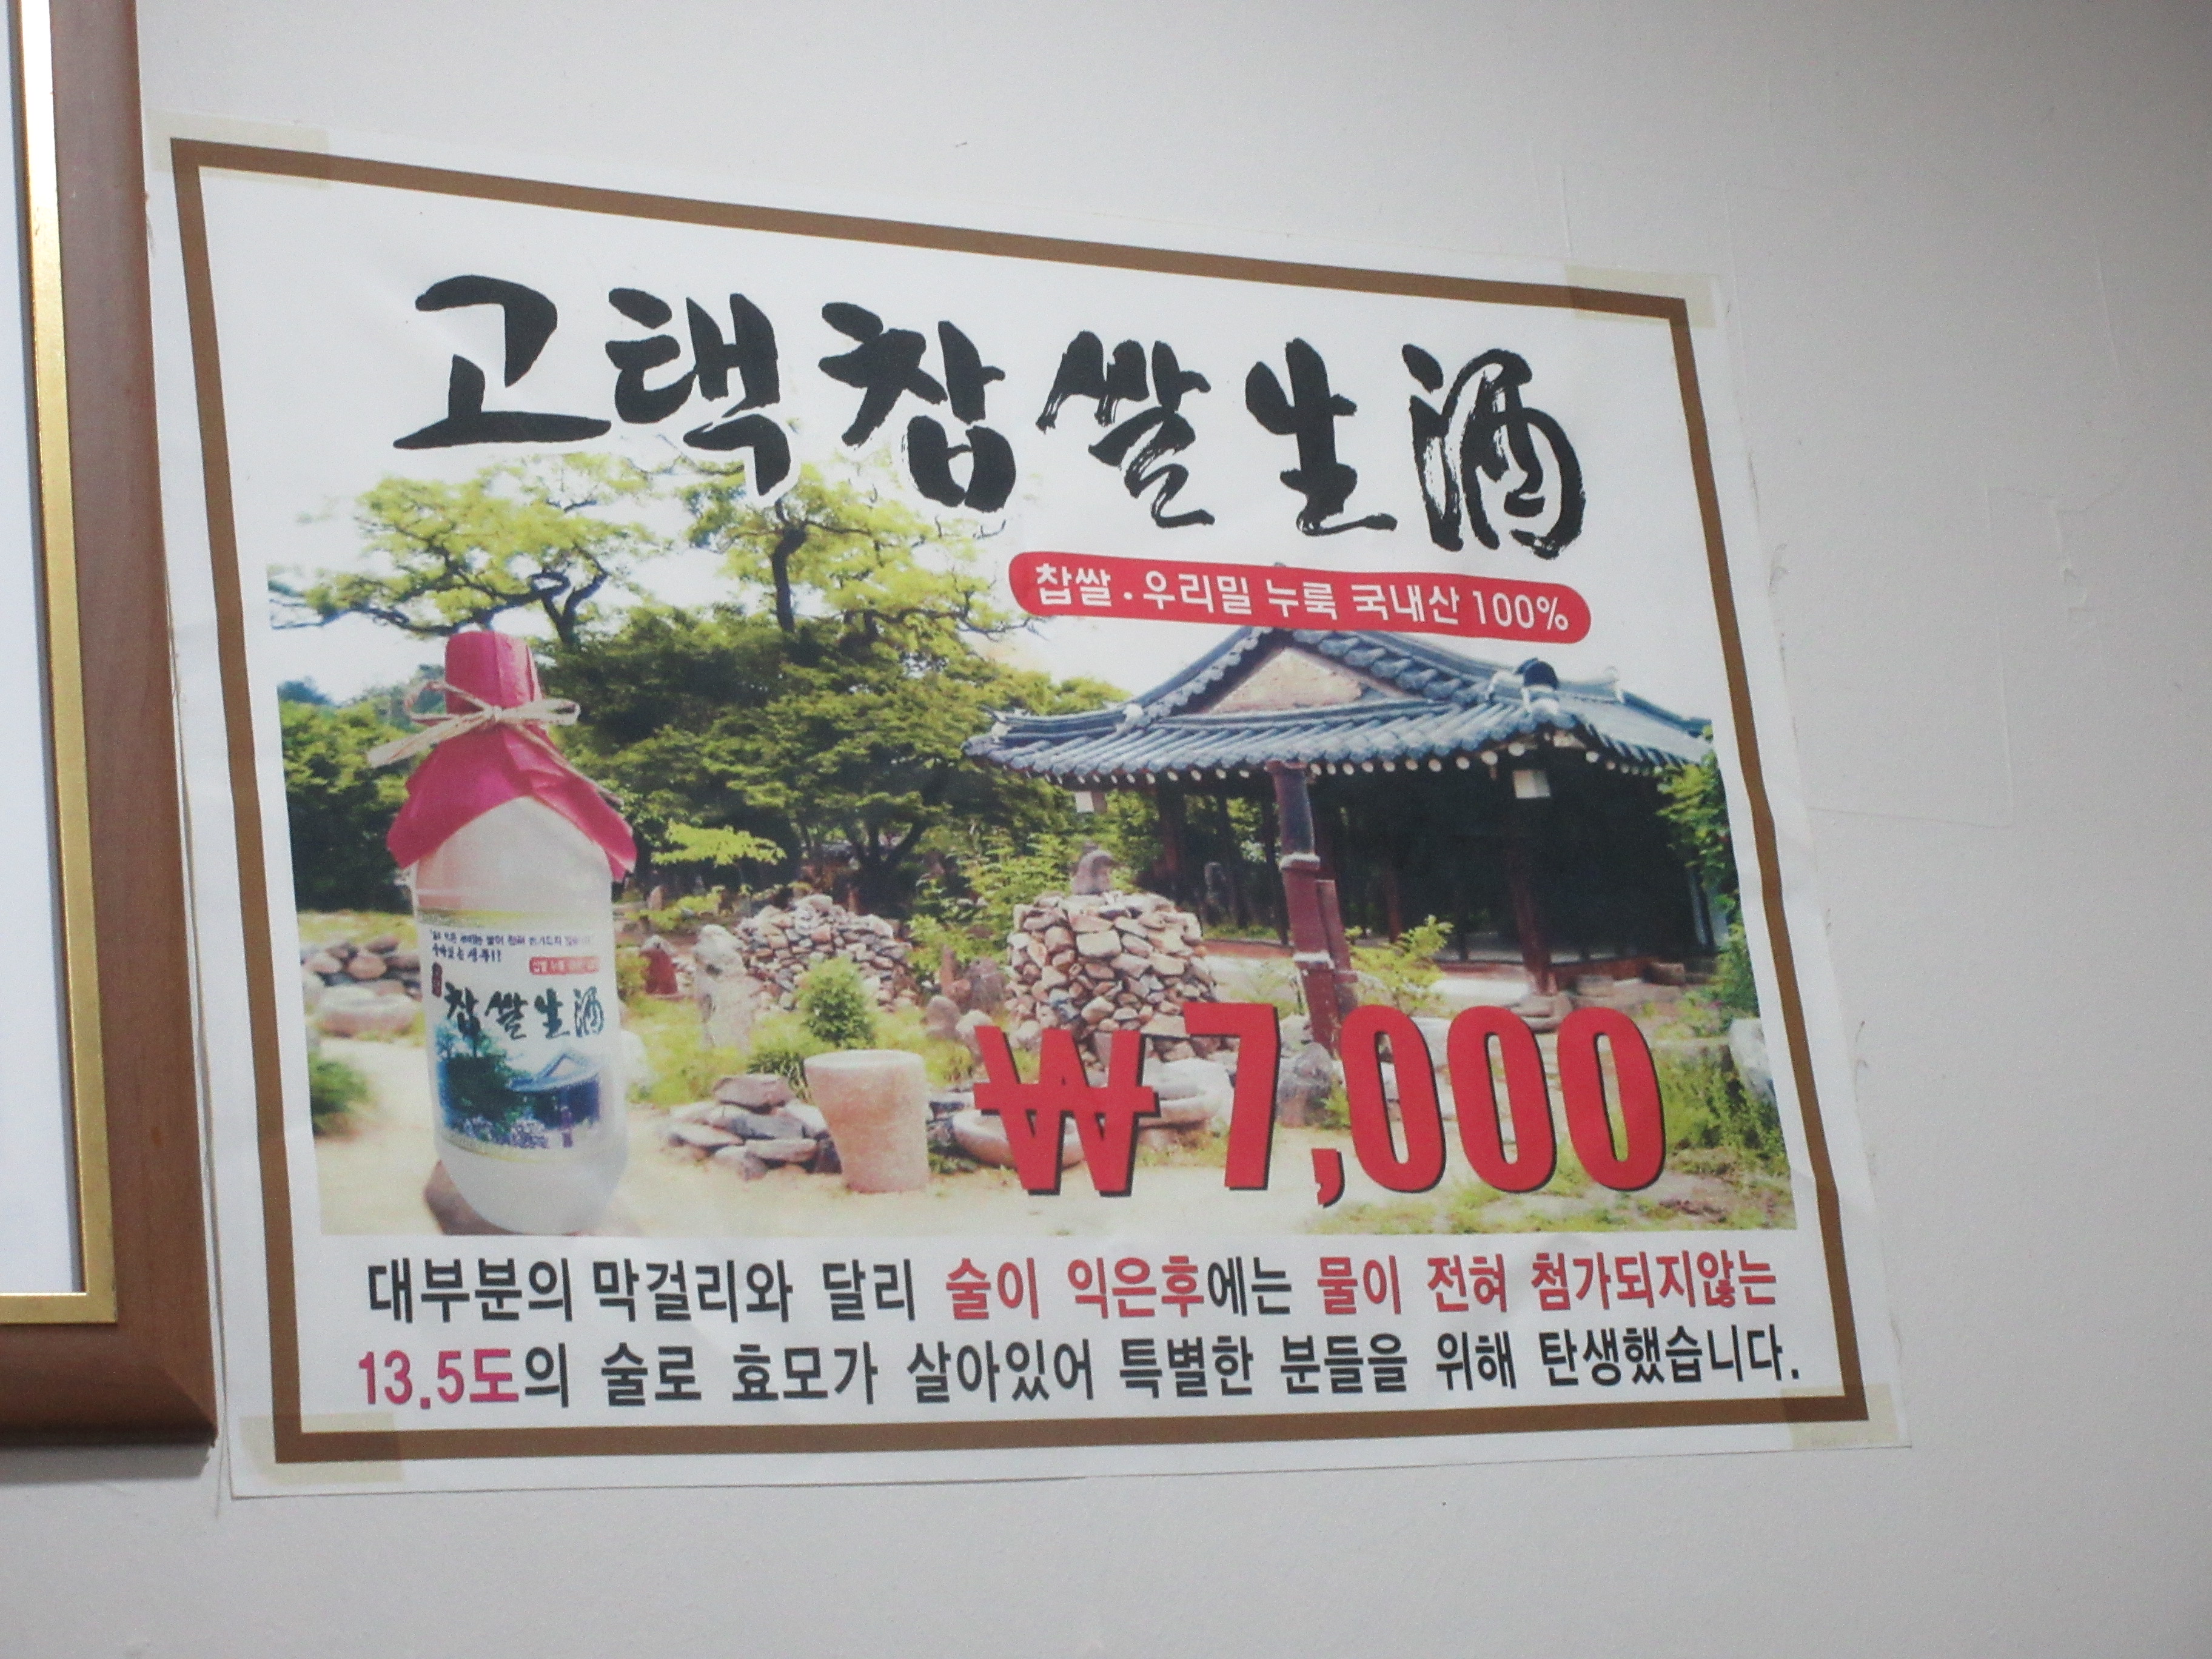 고택찹쌀生酒
찹쌀·우리밀 누룩 국내산 100%
찹쌀生酒
₩7,000
대부분의 막걸리와 달리 술이 익은후에는 물이 전혀 첨가되지않는
13.5도의 술로 효모가 살아있어 특별한 분들을 위해 탄생했습니다.